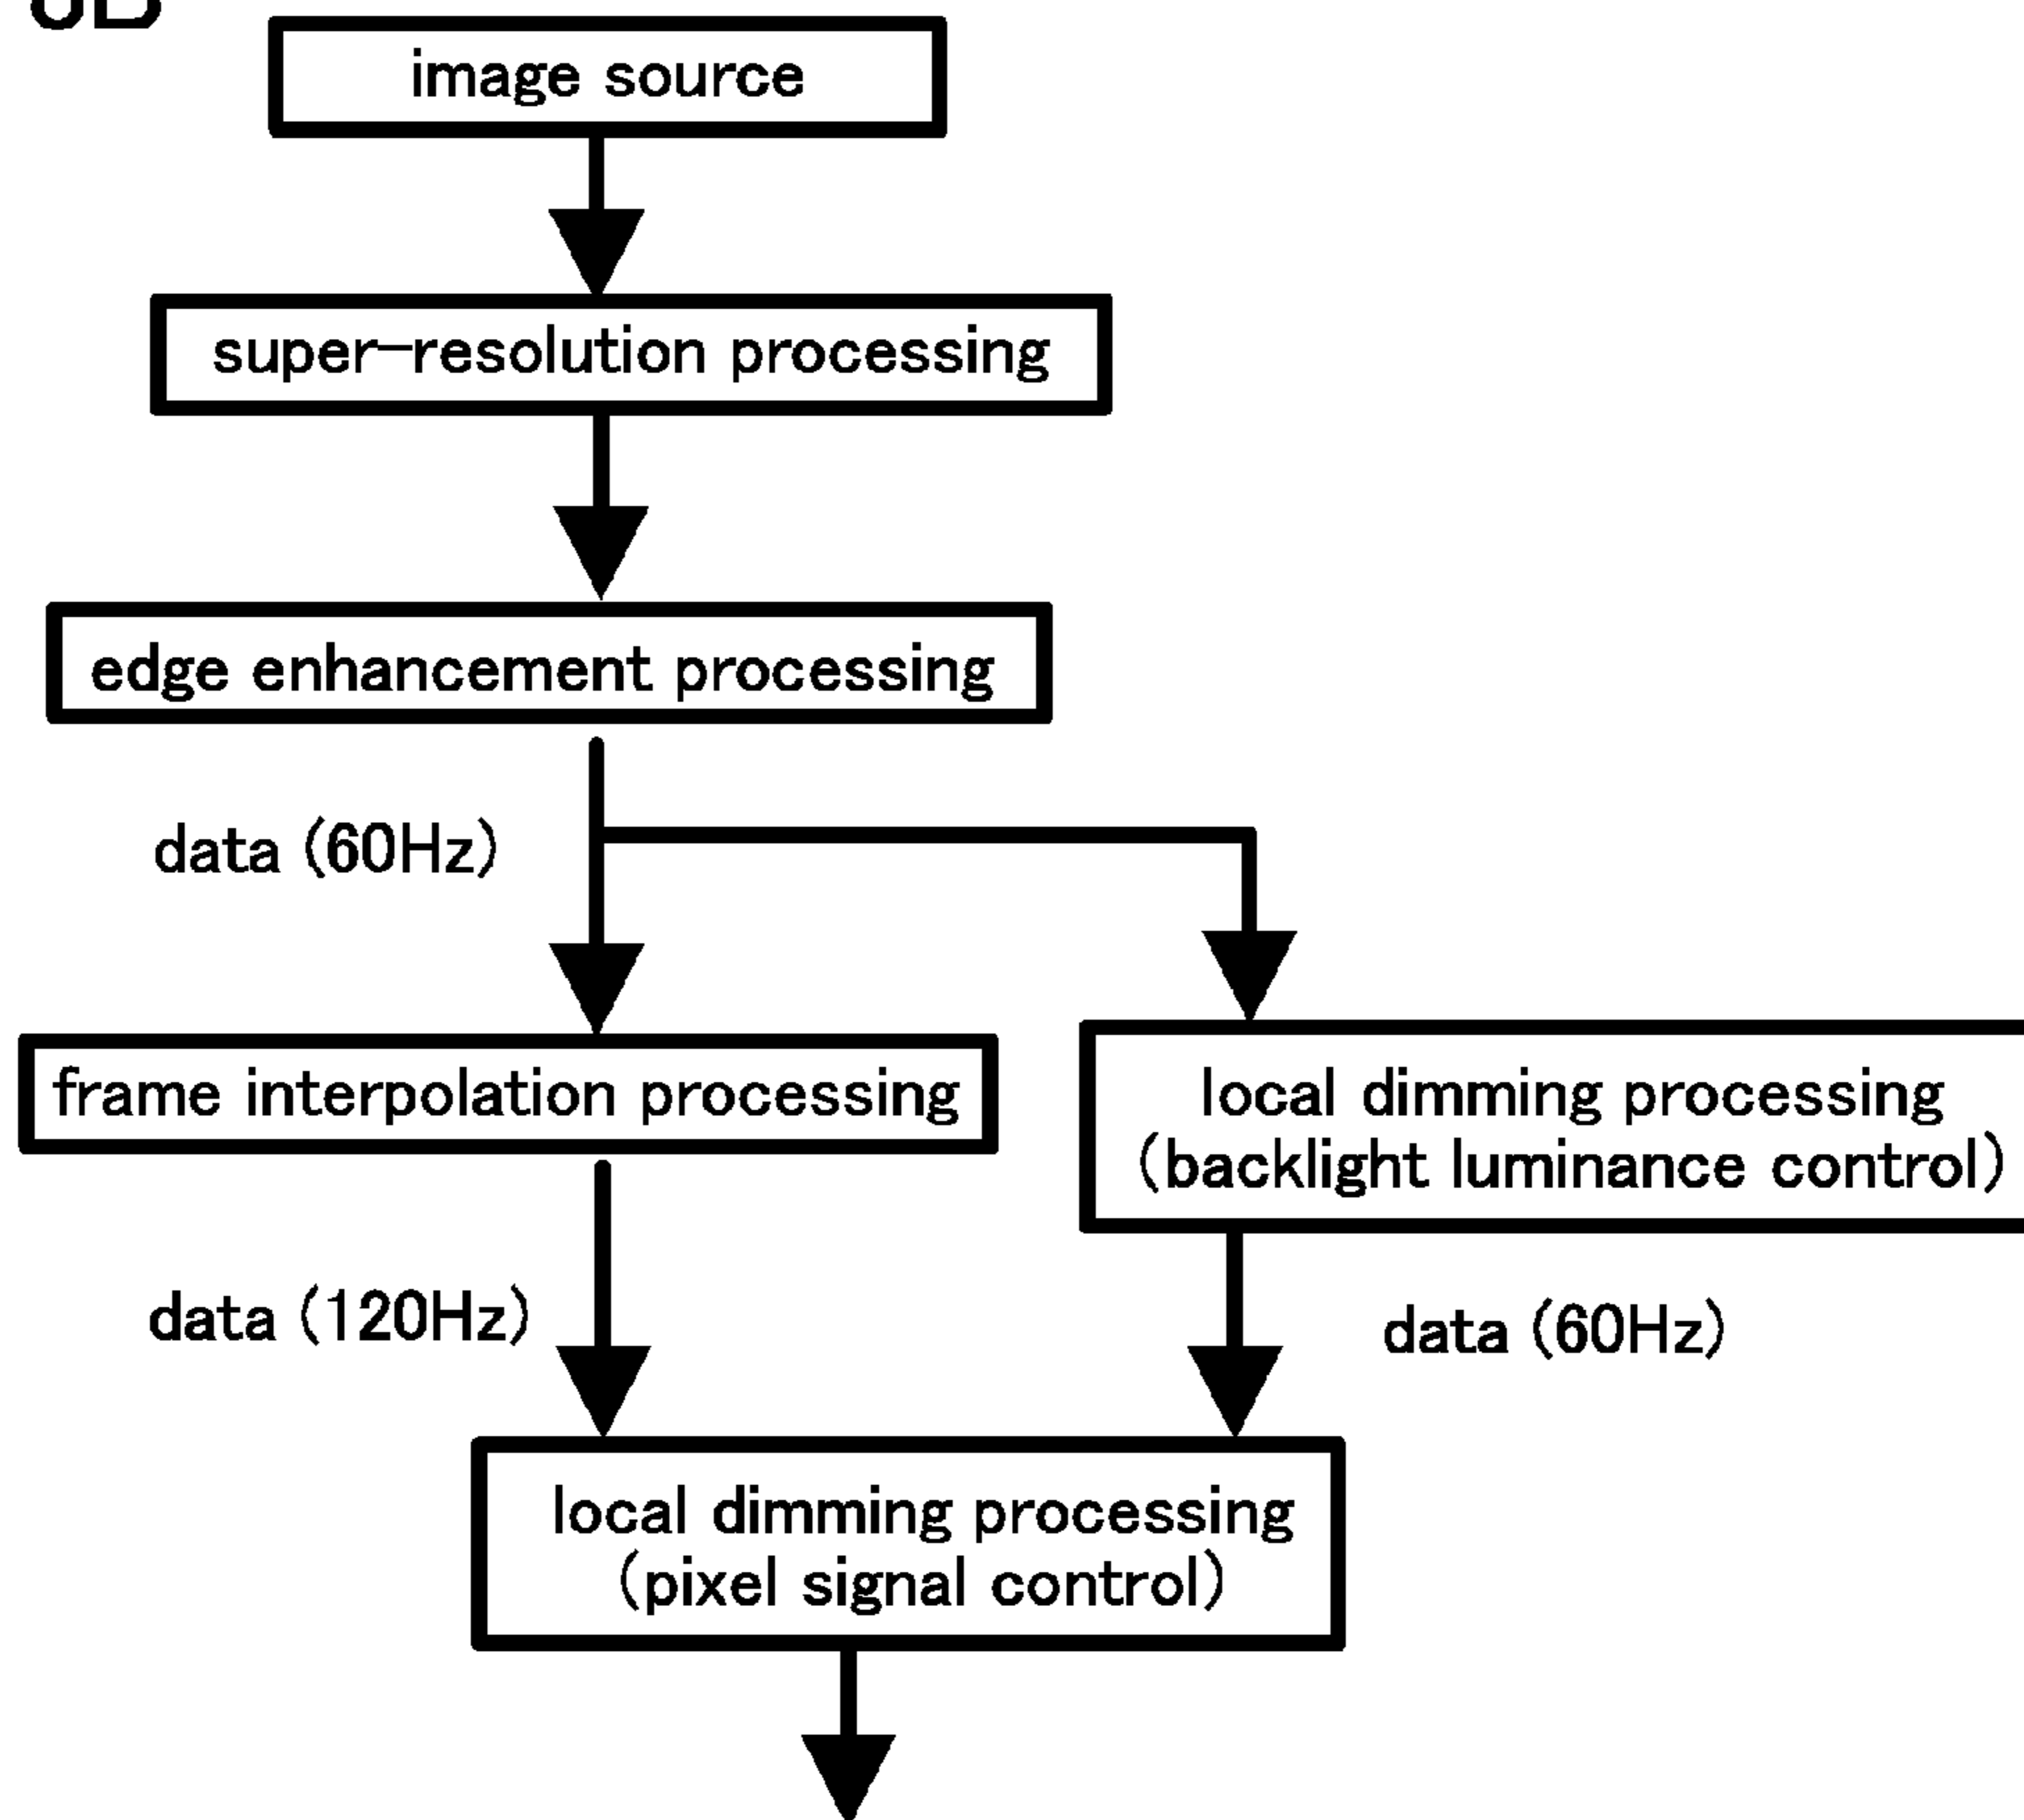 image source
super-resolution processing
edge enhancement processing
data (60Hz)
frame interpolation processing
local dimming processing
(backlight luminance control)
data (120Hz)
data (60Hz)
local dimming processing
(pixel signal control)